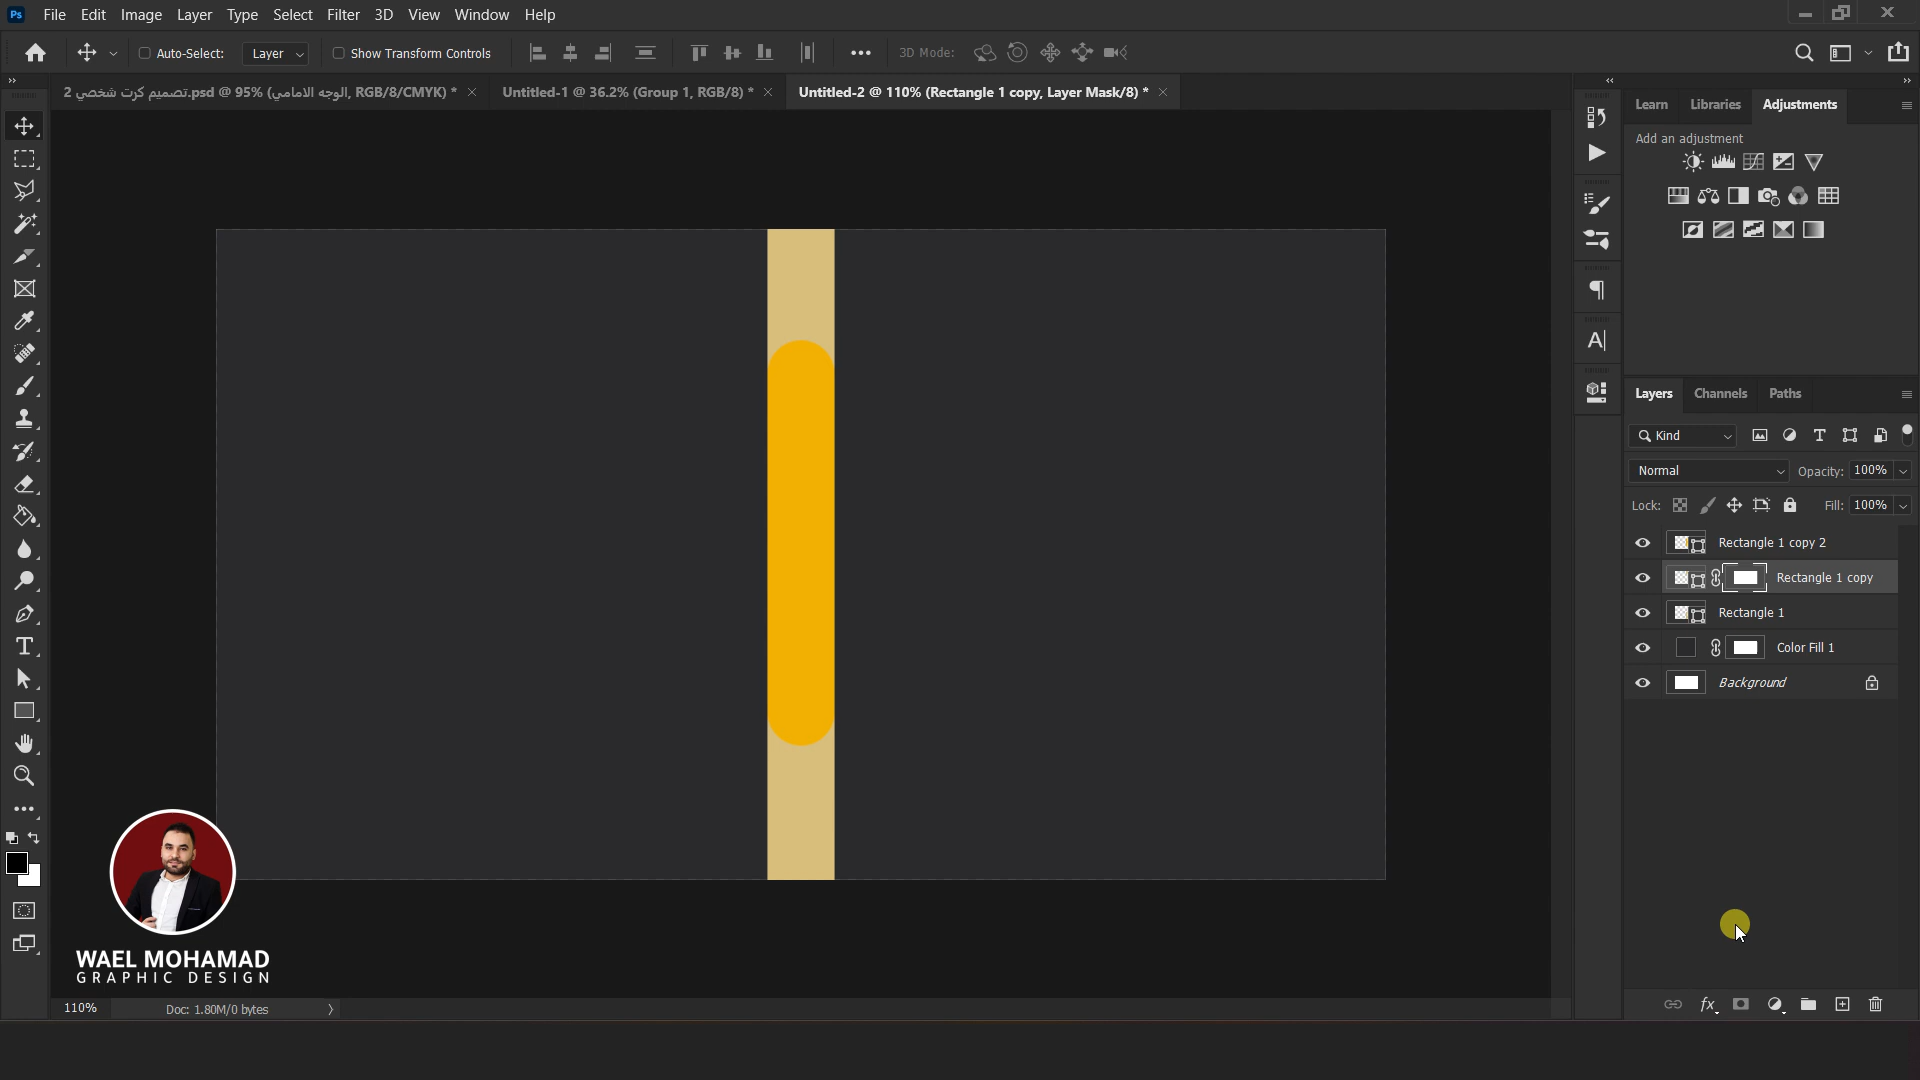 Ps File Edit Image Layer Type Select Filter 3D View Window Help
Auto-Select: Layer Show Transform Controls 3D Mode:
تصميم كرت شخصي 2.psd @ 95% (الوجه الامامي, RGB/8/CMYK) *
Untitled-1 @ 36.2% (Group 1, RGB/8) *
Untitled-2 @ 110% (Rectangle 1 copy, Layer Mask/8) *
Learn Libraries Adjustments
Add an adjustment
Layers Channels Paths
Kind
Normal Opacity: 100%
Lock: Fill: 100%
Rectangle 1 copy 2
Rectangle 1 copy
Rectangle 1
Color Fill 1
Background
WAEL MOHAMAD
GRAPHIC DESIGN
110% Doc: 1.80M/0 bytes
fx